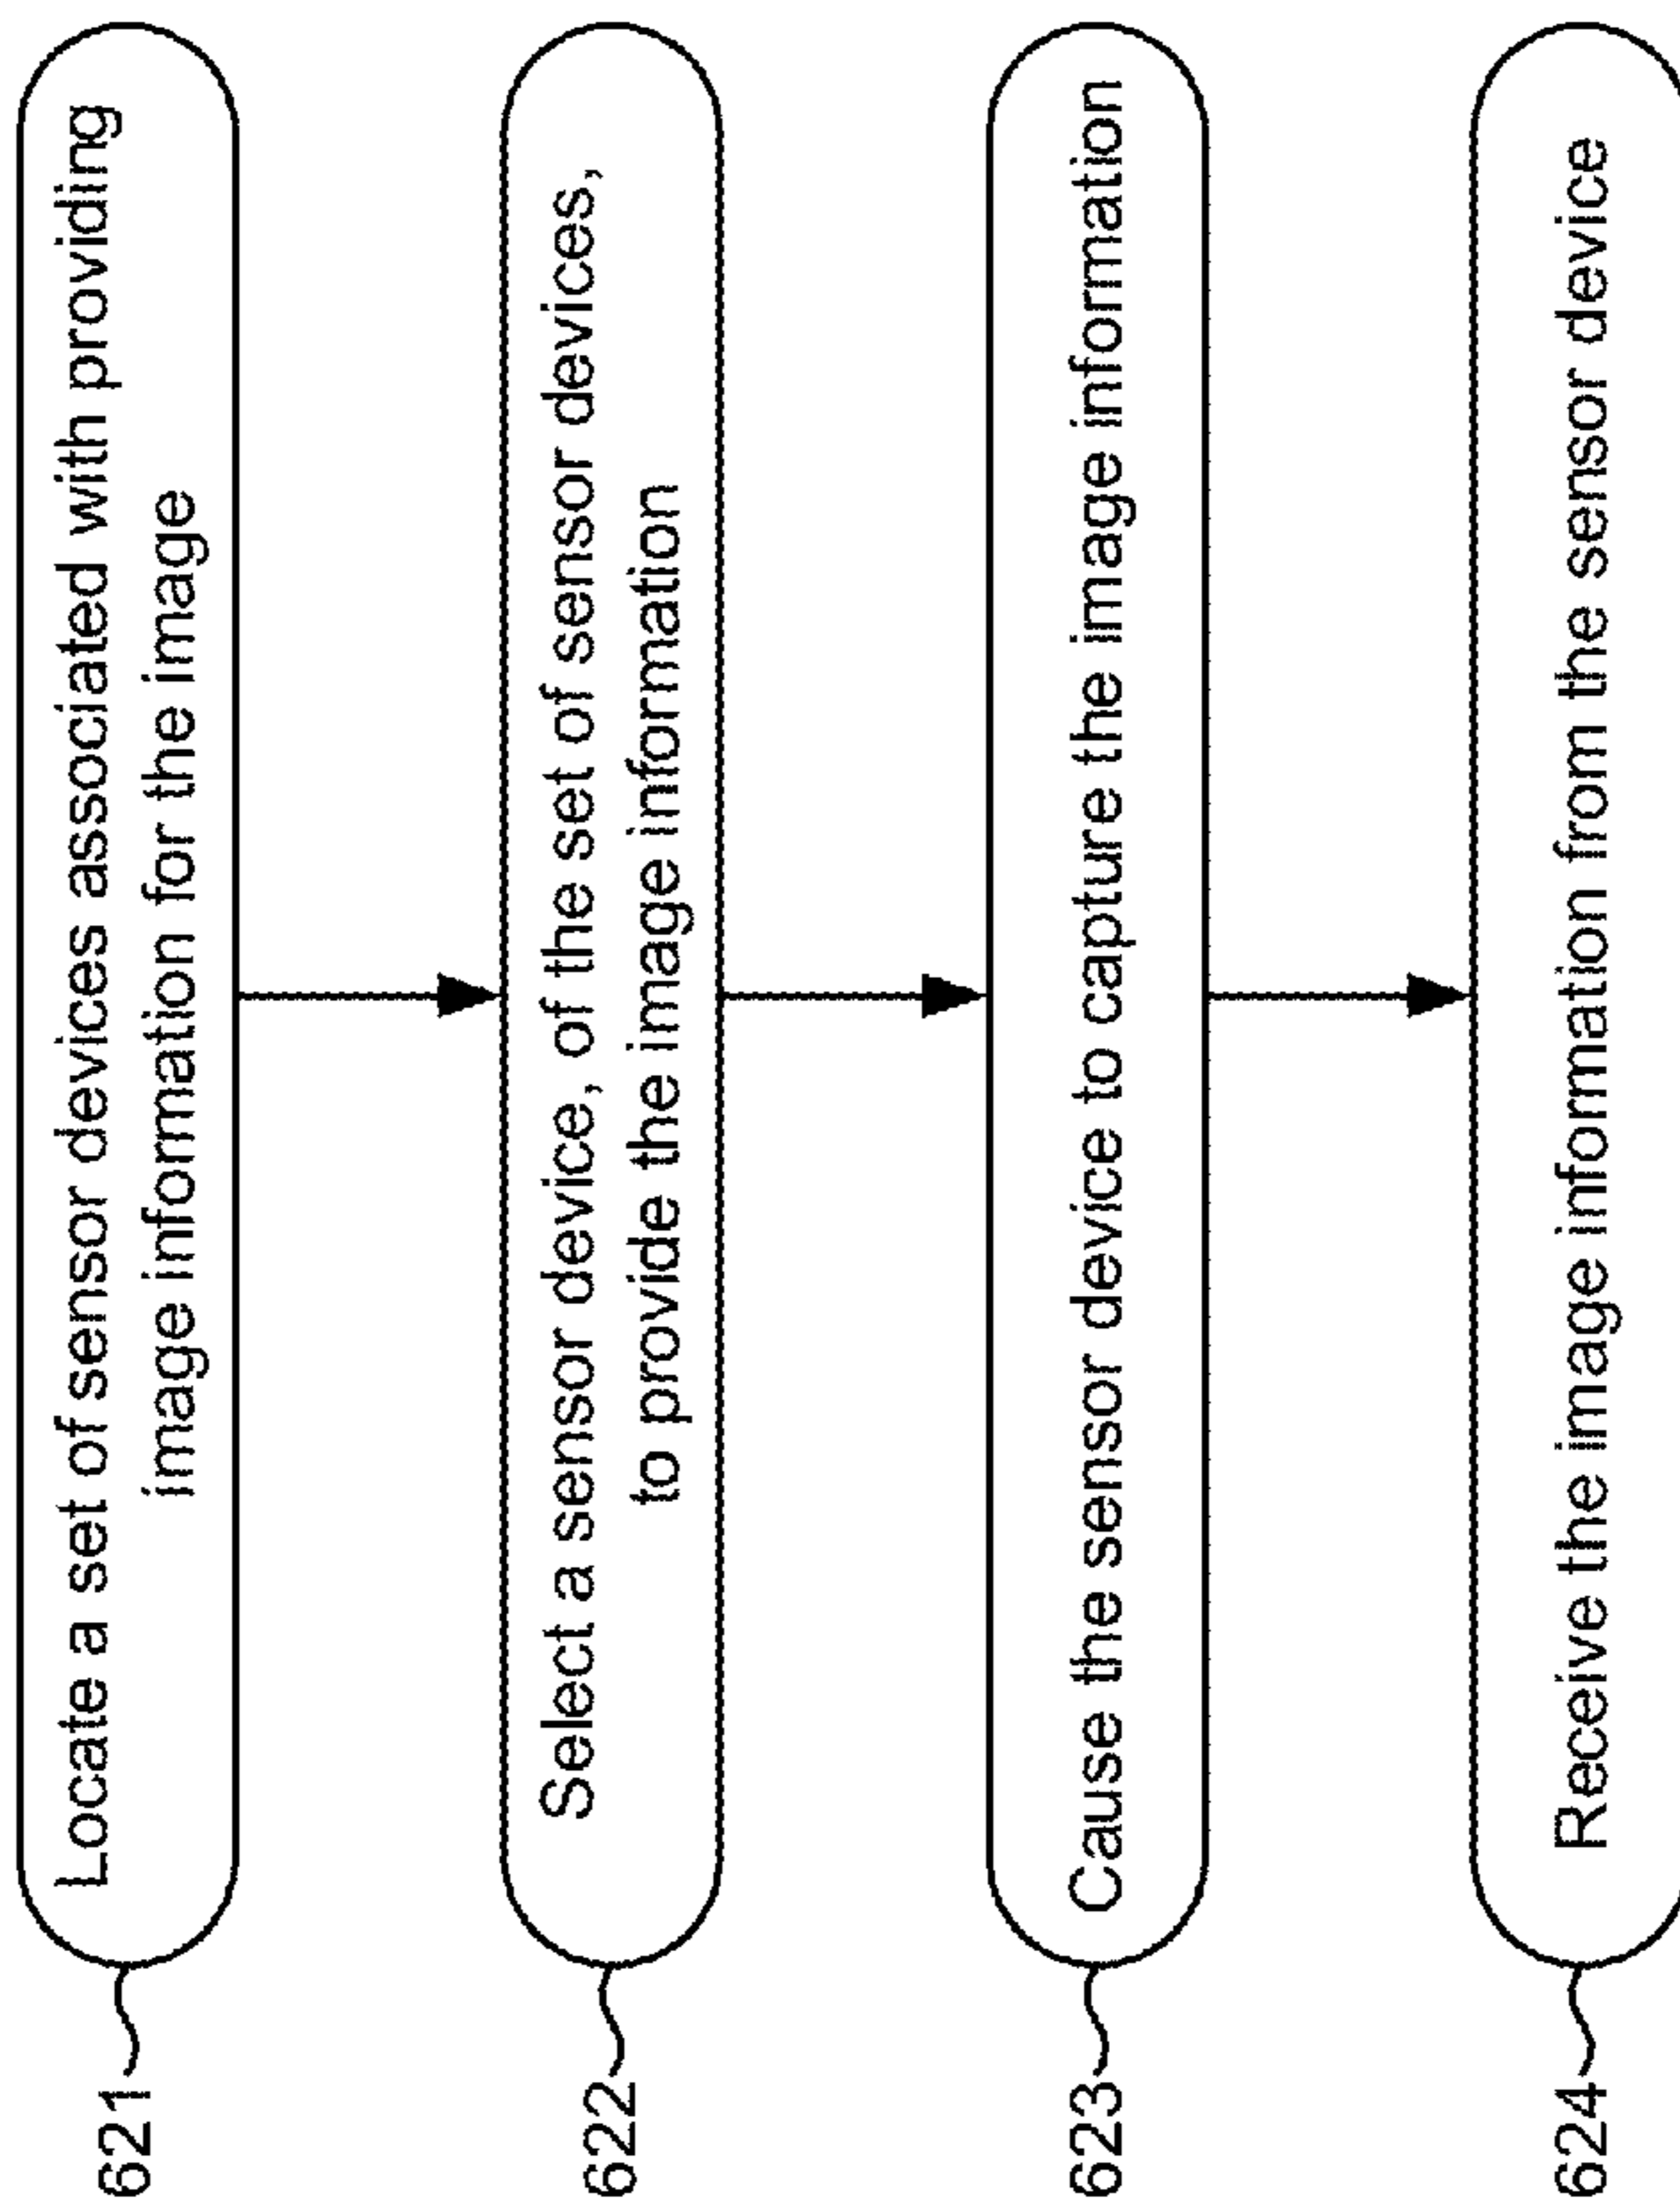 621
Locate a set of sensor devices associated with providing
image information for the image
622
Select a sensor device, of the set of sensor devices,
to provide the image information
623
Cause the sensor device to capture the image information
624
Receive the image information from the sensor device